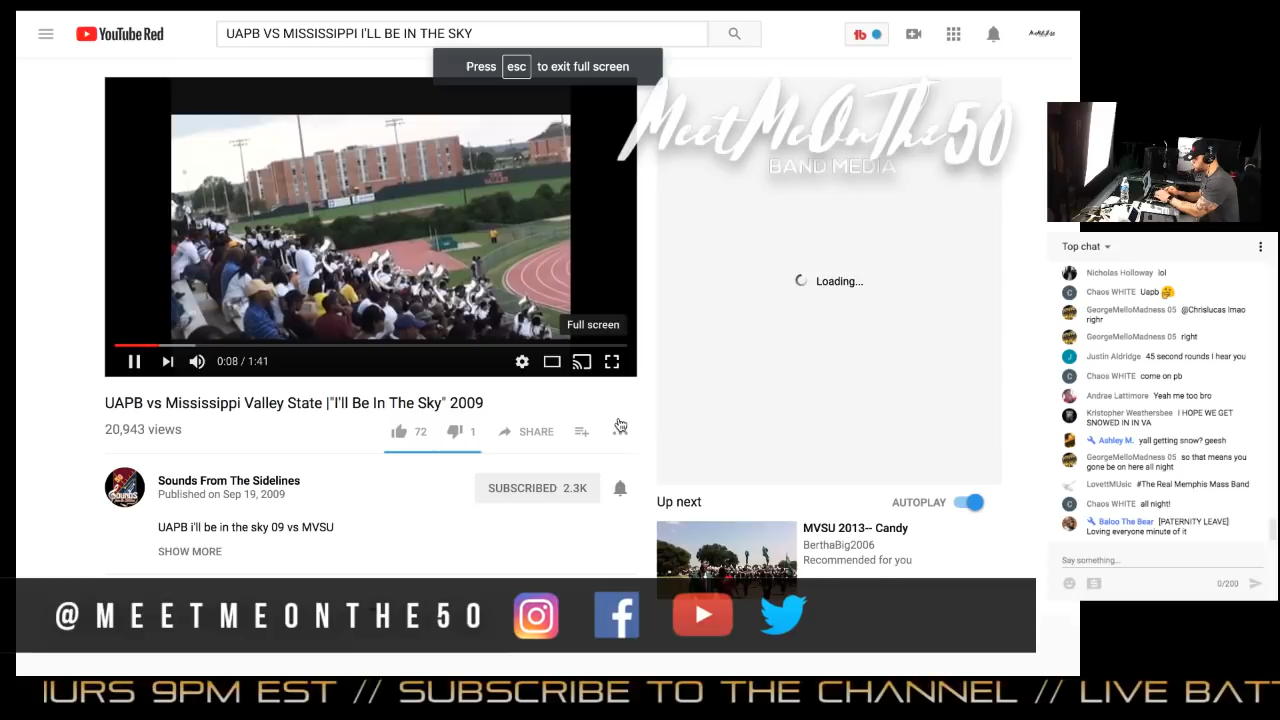 YouTube Red
UAPB VS MISSISSIPPI I'LL BE IN THE SKY
Press esc to exit full screen
MeetMeOnThe50
BAND MEDIA
Loading...
Full screen
0:08 / 1:41
UAPB vs Mississippi Valley State |"I'll Be In The Sky" 2009
20,943 views
72
1
SHARE
Sounds From The Sidelines
Published on Sep 19, 2009
SUBSCRIBED 2.3K
UAPB i'll be in the sky 09 vs MVSU
SHOW MORE
Up next
AUTOPLAY
MVSU 2013-- Candy
BerthaBig2006
Recommended for you
Top chat
Nicholas Holloway lol
Chaos WHITE Uapb 🤔
GeorgeMelloMadness 05 @Chrislucas lmao
righr
GeorgeMelloMadness 05 right
Justin Aldridge 45 second rounds I hear you
Chaos WHITE come on pb
Andrae Lattimore Yeah me too bro
Kristopher Weathersbee I HOPE WE GET
SNOWED IN IN VA
Ashley M. yall getting snow? geesh
GeorgeMelloMadness 05 so that means you
gone be on here all night
LovettMUsic #The Real Memphis Mass Band
Chaos WHITE all night!
Baloo The Bear [PATERNITY LEAVE]
Loving everyone minute of it
Say something...
0/200
@MEETMEONTHE50
IURS 9PM EST // SUBSCRIBE TO THE CHANNEL // LIVE BATT